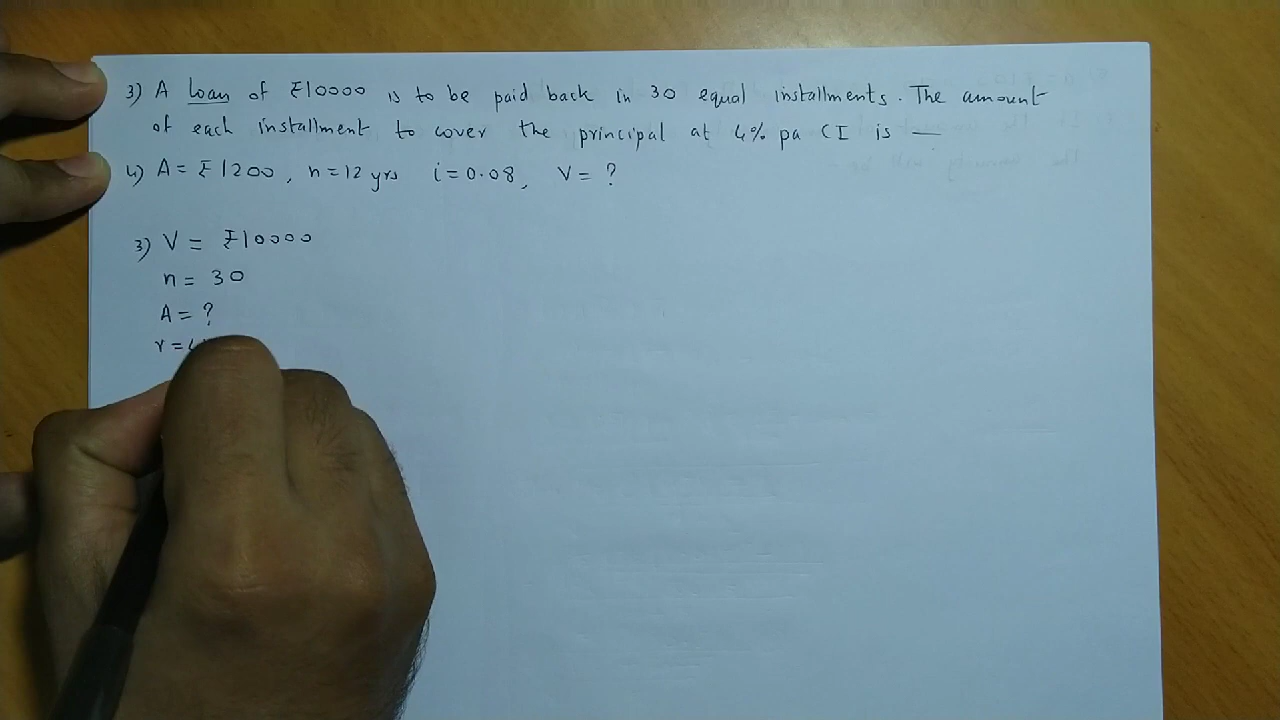 3) A loan of ₹10000 is to be paid back in 30 equal installments. The amount
of each installment to cover the principal at 4% pa CI is —
4) A = ₹1200, n = 12 yrs i = 0.08, V = ?
3) V = ₹10000
n = 30
A = ?
r = 4